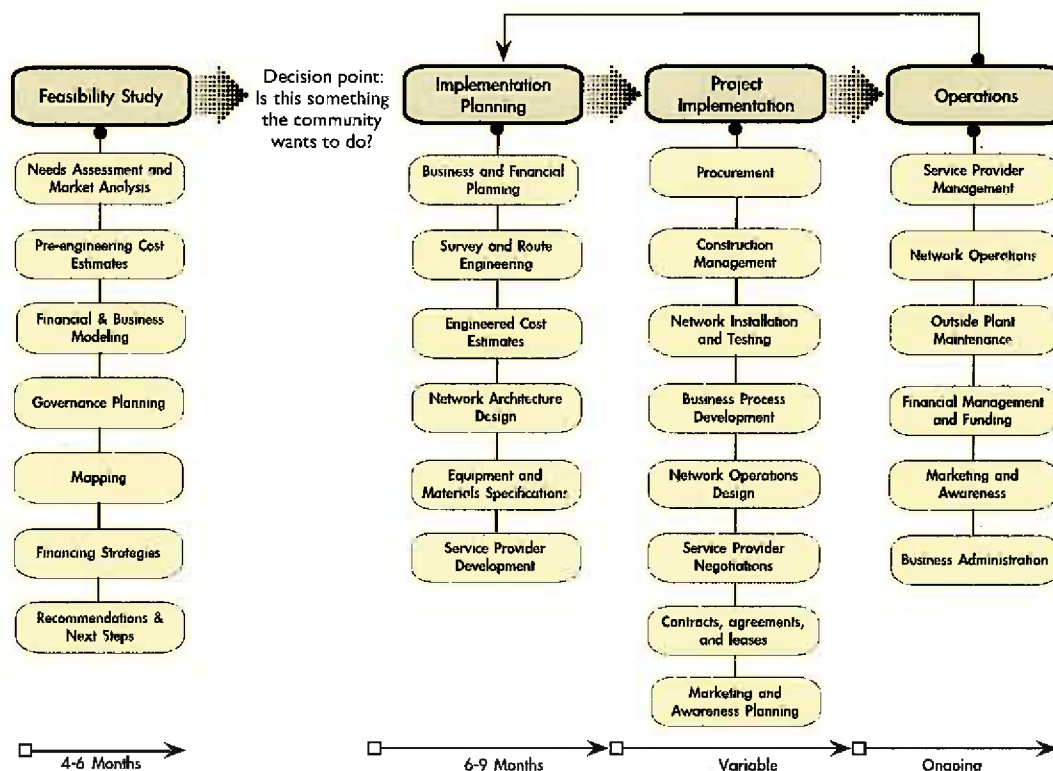 Feasibility Study
Decision point:
Is this something
the community
wants to do?
Implementation
Planning
Project
Implementation
Operations
Needs Assessment and
Market Analysis
Pre-engineering Cost
Estimates
Financial & Business
Modeling
Governance Planning
Mapping
Financing Strategies
Recommendations &
Next Steps
Business and Financial
Planning
Survey and Route
Engineering
Engineered Cost
Estimates
Network Architecture
Design
Equipment and
Materials Specifications
Service Provider
Development
Procurement
Construction
Management
Network Installation
and Testing
Business Process
Development
Network Operations
Design
Service Provider
Negotiations
Contracts, agreements,
and leases
Marketing and
Awareness Planning
Service Provider
Management
Network Operations
Outside Plant
Maintenance
Financial Management
and Funding
Marketing and
Awareness
Business Administration
4-6 Months
6-9 Months
Variable
Ongoing